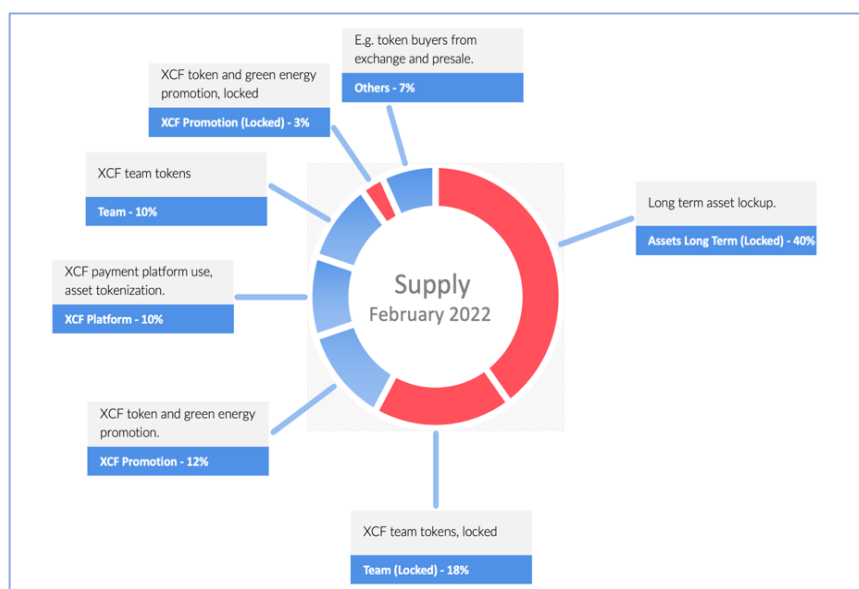 E.g. token buyers from
exchange and presale.
Others - 7%
XCF token and green energy
promotion, locked
XCF Promotion (Locked) - 3%
XCF team tokens
Team - 10%
Long term asset lockup.
Assets Long Term (Locked) - 40%
Supply
February 2022
XCF payment platform use,
asset tokenization.
XCF Platform - 10%
XCF token and green energy
promotion.
XCF Promotion - 12%
XCF team tokens, locked
Team (Locked) - 18%